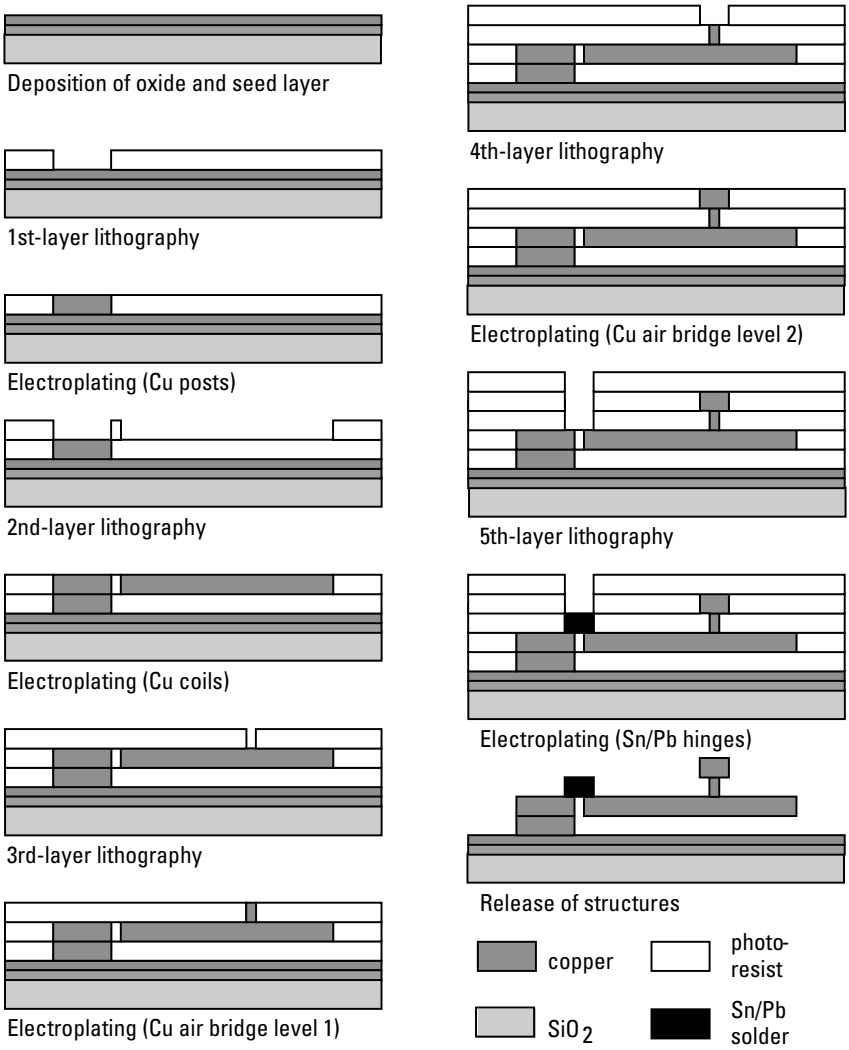 Deposition of oxide and seed layer
1st-layer lithography
Electroplating (Cu posts)
2nd-layer lithography
Electroplating (Cu coils)
3rd-layer lithography
Electroplating (Cu air bridge level 1)
4th-layer lithography
Electroplating (Cu air bridge level 2)
5th-layer lithography
Electroplating (Sn/Pb hinges)
Release of structures
copper
photo-
resist
SiO2
Sn/Pb
solder